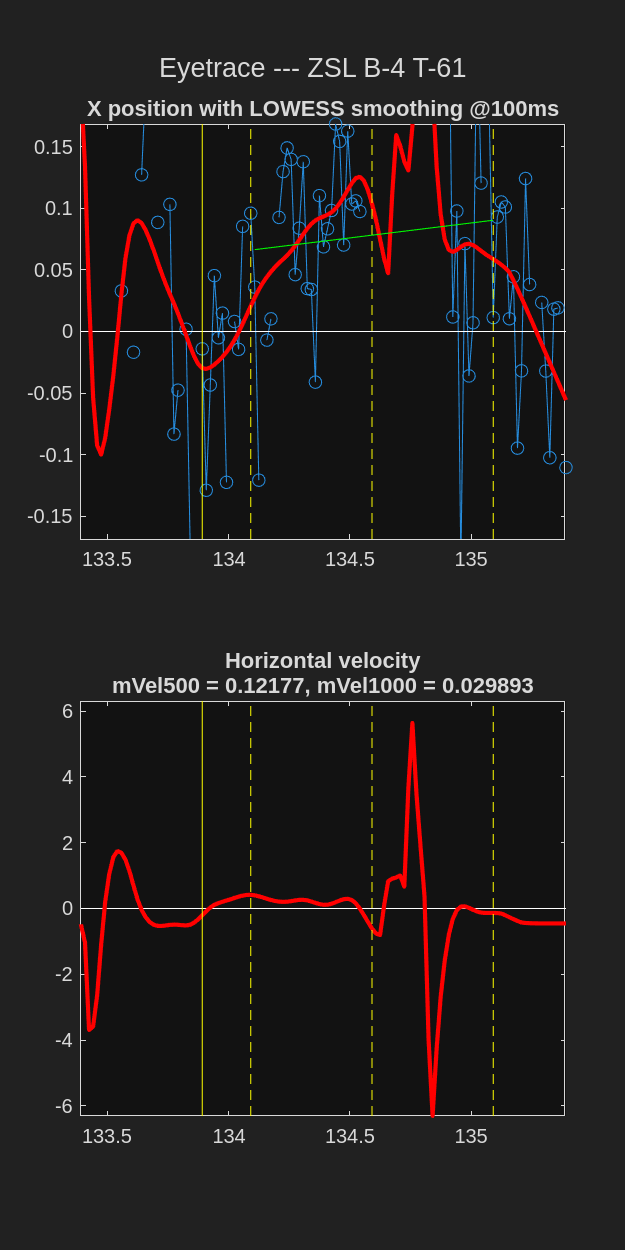 Eyetrace --- ZSL B-4 T-61
X position with LOWESS smoothing @100ms
0.15
0.1
0.05
0
-0.05
-0.1
-0.15
133.5 134 134.5 135
Horizontal velocity
mVel500 = 0.12177, mVel1000 = 0.029893
6
4
2
0
-2
-4
-6
133.5 134 134.5 135